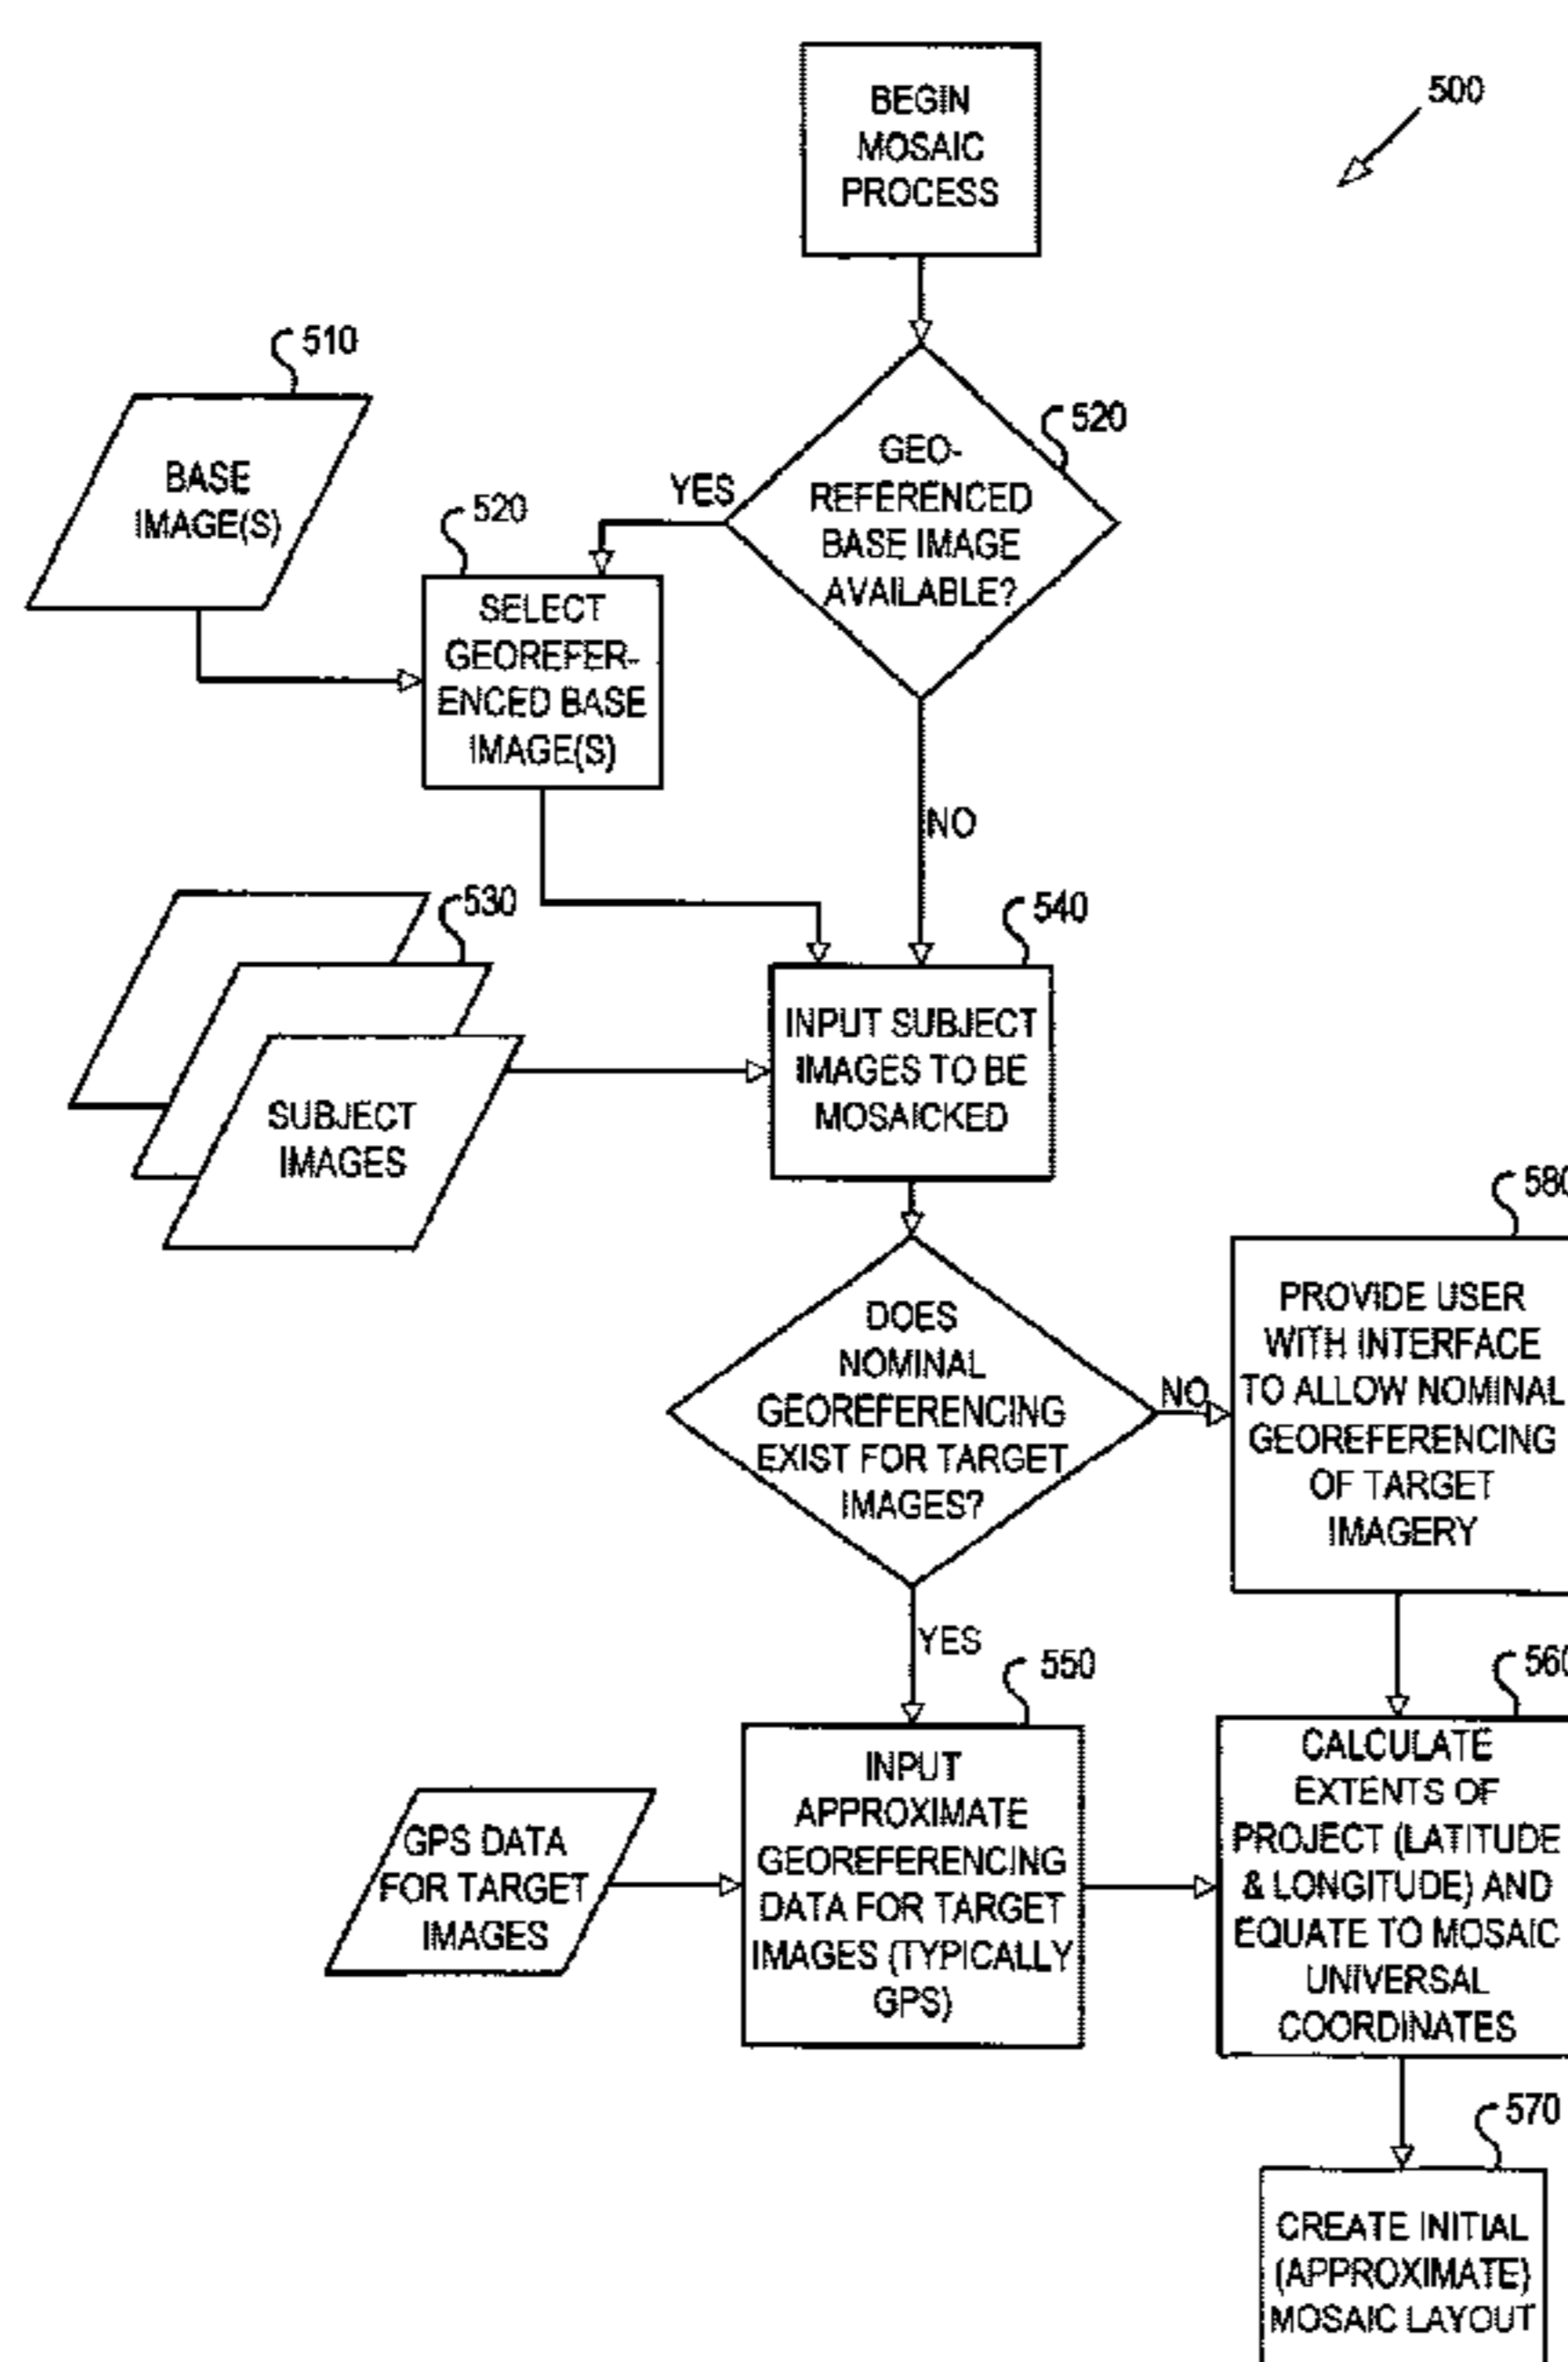 BEGIN
MOSAIC
PROCESS
500
510
BASE
IMAGE(S)
520
GEO-
REFERENCED
BASE IMAGE
AVAILABLE?
YES
520
SELECT
GEOREFER-
ENCED BASE
IMAGE(S)
NO
530
SUBJECT
IMAGES
540
INPUT SUBJECT
IMAGES TO BE
MOSAICKED
DOES
NOMINAL
GEOREFERENCING
EXIST FOR TARGET
IMAGES?
NO
580
PROVIDE USER
WITH INTERFACE
TO ALLOW NOMINAL
GEOREFERENCING
OF TARGET
IMAGERY
YES
550
GPS DATA
FOR TARGET
IMAGES
INPUT
APPROXIMATE
GEOREFERENCING
DATA FOR TARGET
IMAGES (TYPICALLY
GPS)
560
CALCULATE
EXTENTS OF
PROJECT (LATITUDE
& LONGITUDE) AND
EQUATE TO MOSAIC
UNIVERSAL
COORDINATES
570
CREATE INITIAL
(APPROXIMATE)
MOSAIC LAYOUT